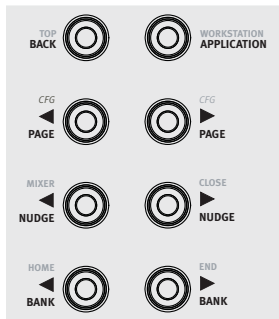 TOP WORKSTATION
BACK APPLICATION
CFG CFG
PAGE PAGE
MIXER CLOSE
NUDGE NUDGE
HOME END
BANK BANK